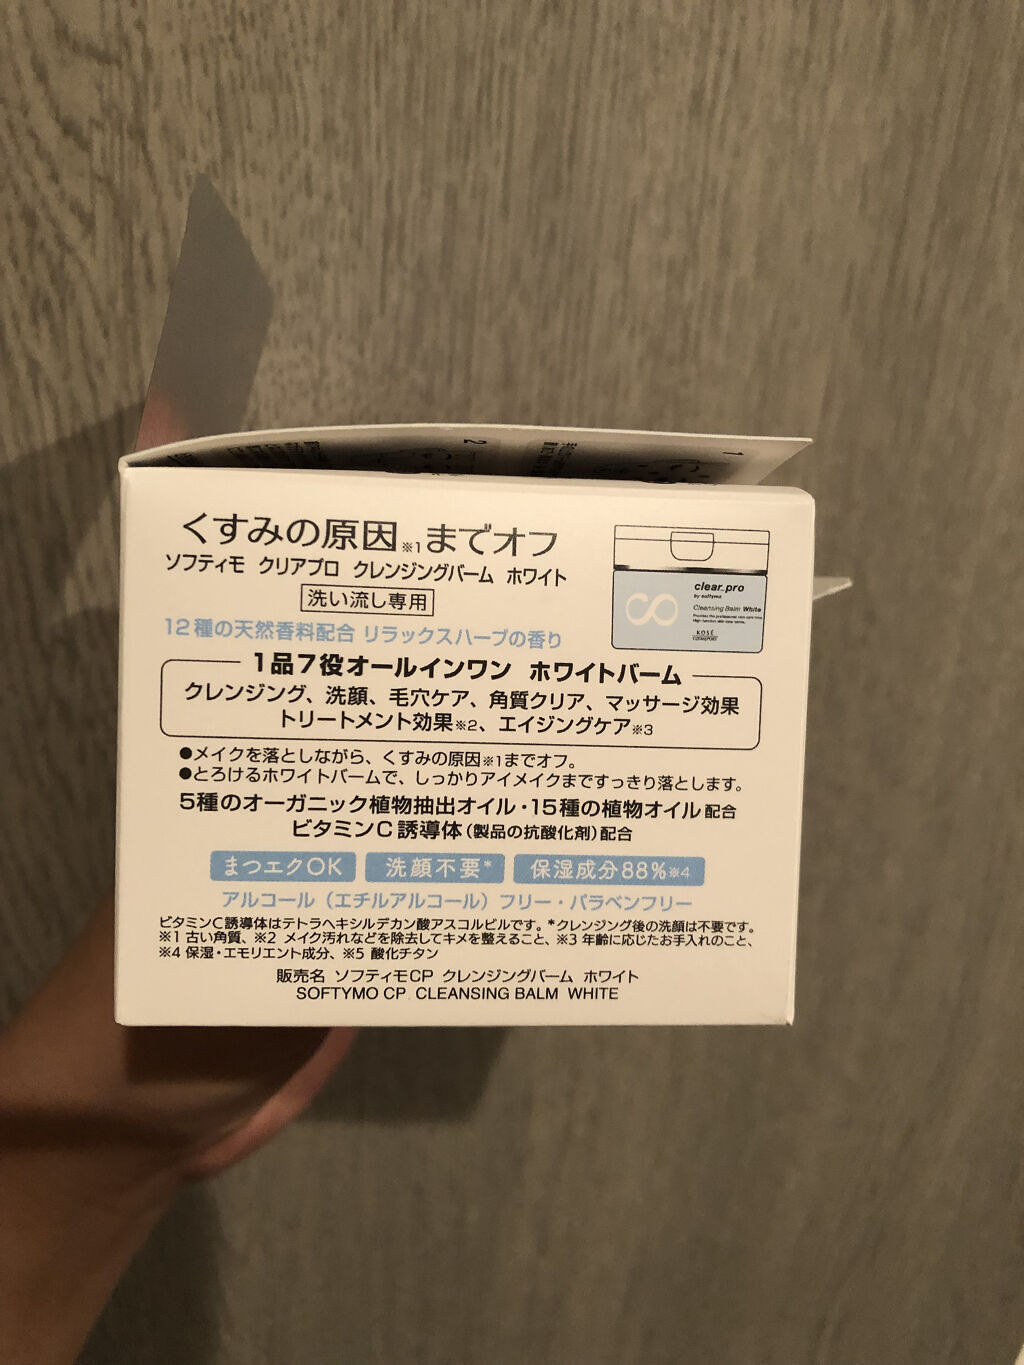 2
1
くすみの原因※1までオフ
ソフティモ クリアプロ クレンジングバーム ホワイト
洗い流し専用
12種の天然香料配合 リラックスハーブの香り
clear.pro
by softymo
Cleansing Balm White
KOSÉ
1品7役オールインワン ホワイトバーム
クレンジング、洗顔、毛穴ケア、角質クリア、マッサージ効果
トリートメント効果※2、エイジングケア※3
●メイクを落としながら、くすみの原因※1までオフ。
●とろけるホワイトバームで、しっかりアイメイクまですっきり落とします。
5種のオーガニック植物抽出オイル・15種の植物オイル配合
ビタミンC誘導体(製品の抗酸化剤)配合
まつエクOK 洗顔不要* 保湿成分88%※4
アルコール(エチルアルコール)フリー・パラベンフリー
ビタミンC誘導体はテトラヘキシルデカン酸アスコルビルです。*クレンジング後の洗顔は不要です。
※1 古い角質、※2 メイク汚れなどを除去してキメを整えること、※3 年齢に応じたお手入れのこと、
※4 保湿・エモリエント成分、※5 酸化チタン
販売名 ソフティモCP クレンジングバーム ホワイト
SOFTYMO CP CLEANSING BALM WHITE